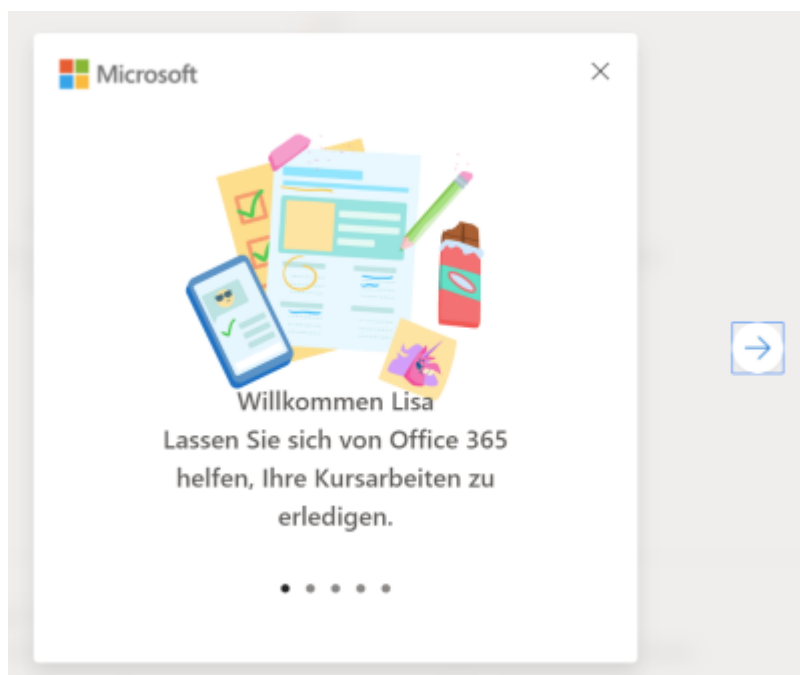 Microsoft
Willkommen Lisa
Lassen Sie sich von Office 365
helfen, Ihre Kursarbeiten zu
erledigen.